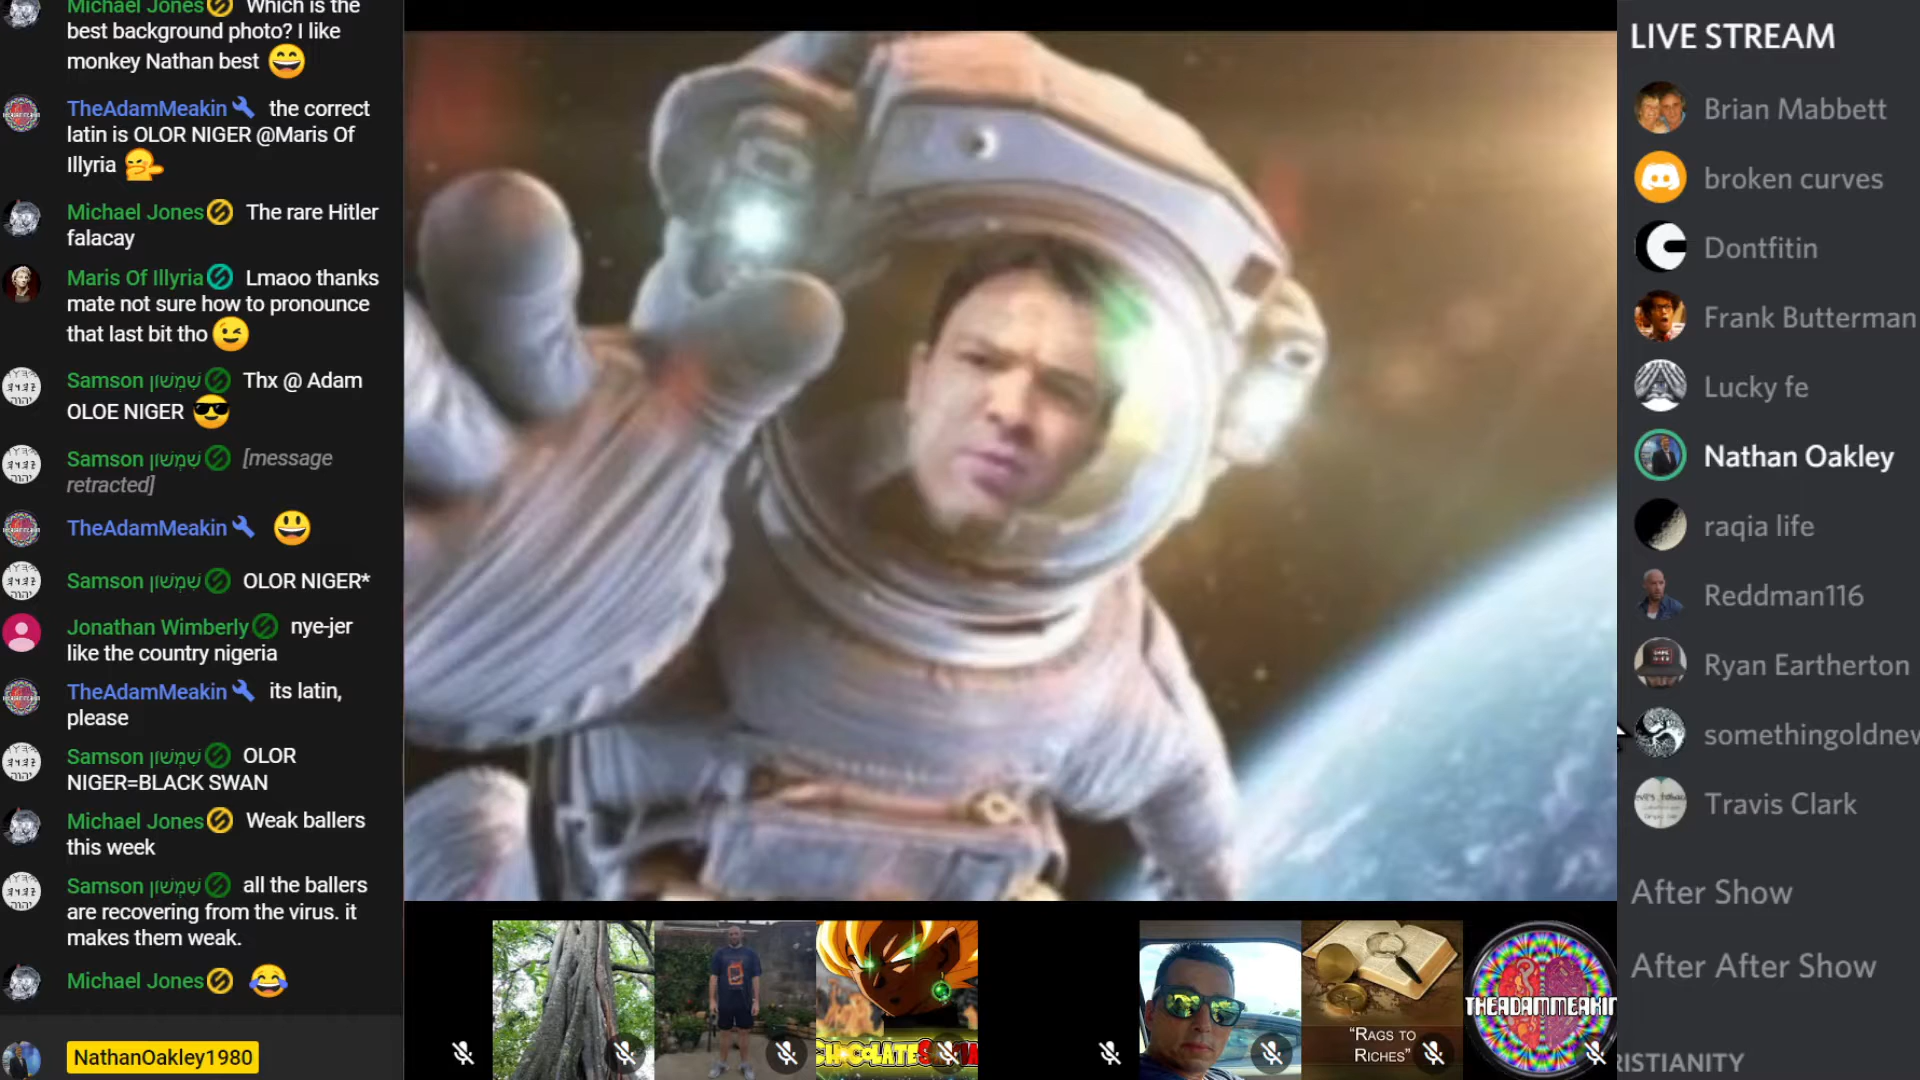 Michael Jones Which is the
best background photo? I like
monkey Nathan best 😄
TheAdamMeakin the correct
latin is OLOR NIGER @Maris Of
Illyria
Michael Jones The rare Hitler
falacay
Maris Of Illyria Lmaoo thanks
mate not sure how to pronounce
that last bit tho 😉
Samson שִׁמְשׁוֹן Thx @ Adam
OLOE NIGER 😎
Samson שִׁמְשׁוֹן [message
retracted]
TheAdamMeakin 😃
Samson שִׁמְשׁוֹן OLOR NIGER*
Jonathan Wimberly nye-jer
like the country nigeria
TheAdamMeakin its latin,
please
Samson שִׁמְשׁוֹן OLOR
NIGER=BLACK SWAN
Michael Jones Weak ballers
this week
Samson שִׁמְשׁוֹן all the ballers
are recovering from the virus. it
makes them weak.
Michael Jones 😂
NathanOakley1980
"RAGS TO
RICHES"
THEADAMMEAKIN
LIVE STREAM
Brian Mabbett
broken curves
Dontfitin
Frank Butterman
Lucky fe
Nathan Oakley
raqia life
Reddman116
Ryan Eartherton
somethingoldnew
Travis Clark
After Show
After After Show
RISTIANITY